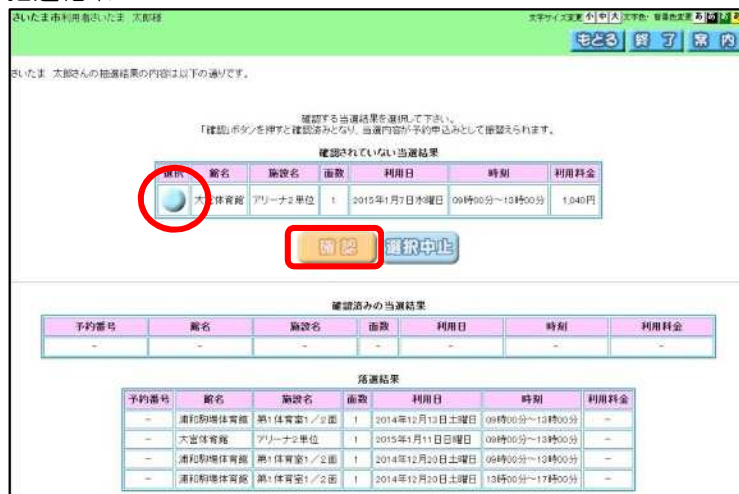 さいたま市利用者さいたま 太郎様
文字サイズ変更 小 中 大 文字色・背景色変更 あ あ あ あ
もどる 終了 案内
さいたま 太郎さんの抽選結果の内容は以下の通りです。
確認する当選結果を選択して下さい。
「確認」ボタンを押すと確認済みとなり、当選内容が予約申込みとして振替えられます。
確認されていない当選結果
選択 館名 施設名 面数 利用日 時刻 利用料金
大宮体育館 アリーナ2単位 1 2015年1月7日水曜日 09時00分～13時00分 1,040円
確認 選択中止
確認済みの当選結果
予約番号 館名 施設名 面数 利用日 時刻 利用料金
- - - - - - -
落選結果
予約番号 館名 施設名 面数 利用日 時刻 利用料金
- 浦和駒場体育館 第1体育室1／2面 1 2014年12月13日土曜日 09時00分～13時00分 -
- 大宮体育館 アリーナ2単位 1 2015年1月11日日曜日 09時00分～13時00分 -
- 浦和駒場体育館 第1体育室1／2面 1 2014年12月20日土曜日 09時00分～13時00分 -
- 浦和駒場体育館 第1体育室1／2面 1 2014年12月20日土曜日 13時00分～17時00分 -